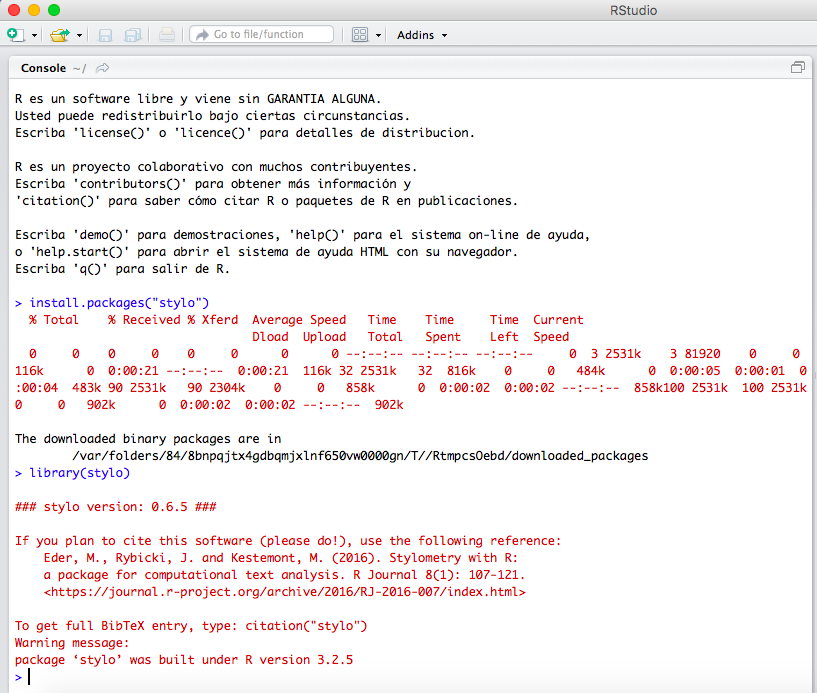 RStudio
Go to file/function
Addins
Console ~/
R es un software libre y viene sin GARANTIA ALGUNA.
Usted puede redistribuirlo bajo ciertas circunstancias.
Escriba 'license()' o 'licence()' para detalles de distribucion.
R es un proyecto colaborativo con muchos contribuyentes.
Escriba 'contributors()' para obtener más información y
'citation()' para saber cómo citar R o paquetes de R en publicaciones.
Escriba 'demo()' para demostraciones, 'help()' para el sistema on-line de ayuda,
o 'help.start()' para abrir el sistema de ayuda HTML con su navegador.
Escriba 'q()' para salir de R.
> install.packages("stylo")
  % Total    % Received % Xferd  Average Speed   Time    Time     Time  Current
                                 Dload  Upload   Total   Spent    Left  Speed
  0     0    0     0    0     0      0      0 --:--:-- --:--:-- --:--:--     0  3 2531k    3 81920    0     0
116k      0  0:00:21 --:--:--  0:00:21  116k 32 2531k   32  816k    0     0   484k      0  0:00:05  0:00:01  0
:00:04  483k 90 2531k   90 2304k    0     0   858k      0  0:00:02  0:00:02 --:--:--  858k100 2531k  100 2531k
0     0   902k      0  0:00:02  0:00:02 --:--:--  902k
The downloaded binary packages are in
        /var/folders/84/8bnpqjtx4gdbqmjxlnf650vw0000gn/T//RtmpcsOebd/downloaded_packages
> library(stylo)
### stylo version: 0.6.5 ###
If you plan to cite this software (please do!), use the following reference:
    Eder, M., Rybicki, J. and Kestemont, M. (2016). Stylometry with R:
    a package for computational text analysis. R Journal 8(1): 107-121.
    <https://journal.r-project.org/archive/2016/RJ-2016-007/index.html>
To get full BibTeX entry, type: citation("stylo")
Warning message:
package ‘stylo’ was built under R version 3.2.5
>